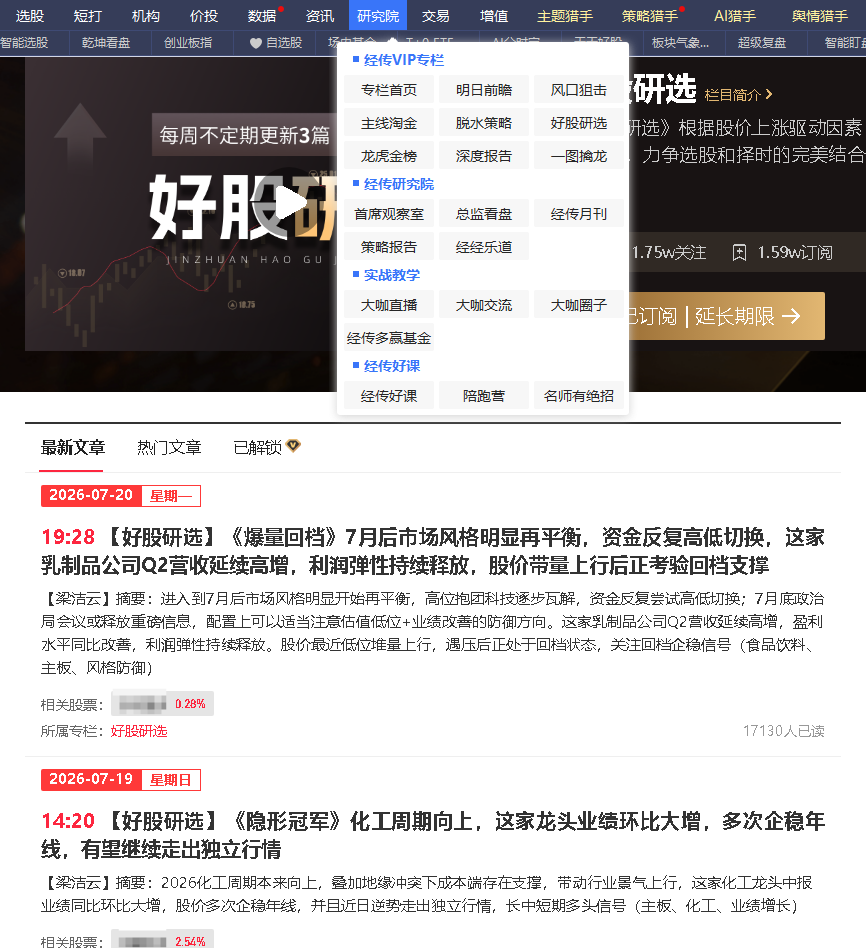 选股 短打 机构 价投 数据 资讯 研究院 交易 增值 主题猎手 策略猎手 AI猎手 舆情猎手
智能选股 乾坤看盘 创业板指 自选股 板块气象... 超级复盘 智能盯
经传VIP专栏
专栏首页 明日前瞻 风口狙击
主线淘金 脱水策略 好股研选
龙虎金榜 深度报告 一图擒龙
经传研究院
首席观察室 总监看盘 经传月刊
策略报告 经经乐道
实战教学
大咖直播 大咖交流 大咖圈子
经传多赢基金
经传好课
经传好课 陪跑营 名师有绝招
每周不定期更新3篇
好股研
JINCHUAN HAO GU J
18.87
18.75
研选 栏目简介
研选》根据股价上涨驱动因素
力争选股和择时的完美结合
1.75w关注 1.59w订阅
已订阅 | 延长期限
最新文章 热门文章 已解锁
2026-07-20 星期一
19:28 【好股研选】《爆量回档》7月后市场风格明显再平衡，资金反复高低切换，这家
乳制品公司Q2营收延续高增，利润弹性持续释放，股价带量上行后正考验回档支撑
【梁洁云】摘要：进入到7月后市场风格明显开始再平衡，高位抱团科技逐步瓦解，资金反复尝试高低切换；7月底政治
局会议或释放重磅信息，配置上可以适当注意估值低位+业绩改善的防御方向。这家乳制品公司Q2营收延续高增，盈利
水平同比改善，利润弹性持续释放。股价最近低位堆量上行，遇压后正处于回档状态，关注回档企稳信号（食品饮料、
主板、风格防御）
相关股票： 0.28%
所属专栏：好股研选 17130人已读
2026-07-19 星期日
14:20 【好股研选】《隐形冠军》化工周期向上，这家龙头业绩环比大增，多次企稳年
线，有望继续走出独立行情
【梁洁云】摘要：2026化工周期本来向上，叠加地缘冲突下成本端存在支撑，带动行业景气上行，这家化工龙头中报
业绩同比环比大增，股价多次企稳年线，并且近日逆势走出独立行情，长中短期多头信号（主板、化工、业绩增长）
相关股票： 2.54%